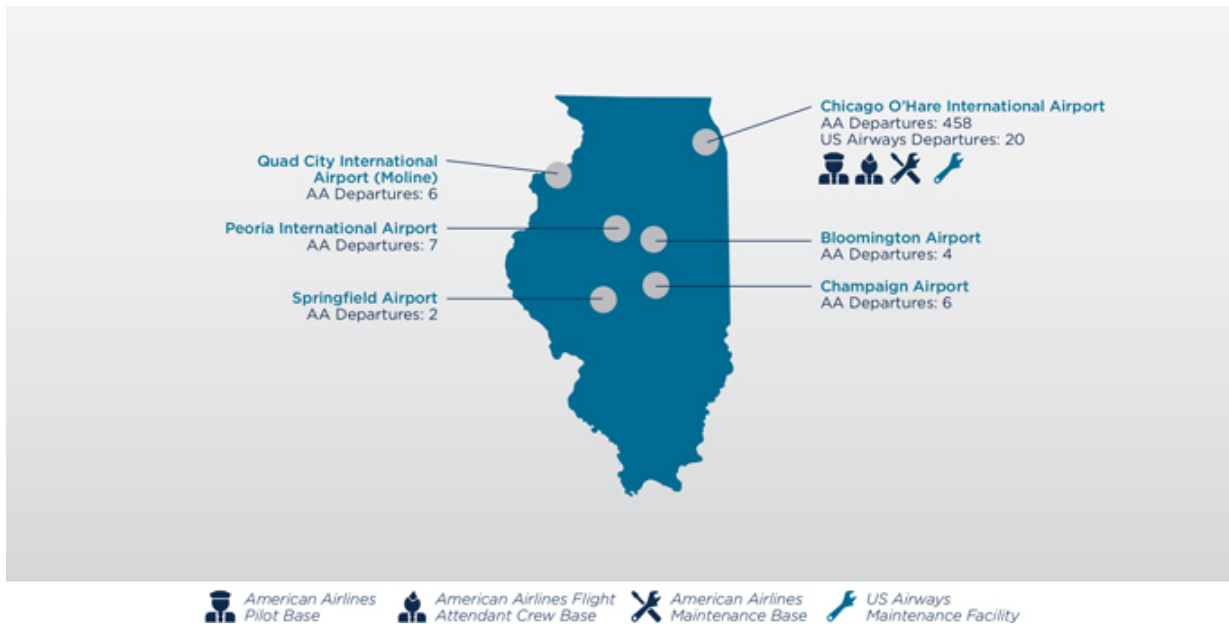 Chicago O'Hare International Airport
AA Departures: 458
US Airways Departures: 20
Quad City International
Airport (Moline)
AA Departures: 6
Peoria International Airport
AA Departures: 7
Bloomington Airport
AA Departures: 4
Springfield Airport
AA Departures: 2
Champaign Airport
AA Departures: 6
American Airlines
Pilot Base
American Airlines Flight
Attendant Crew Base
American Airlines
Maintenance Base
US Airways
Maintenance Facility